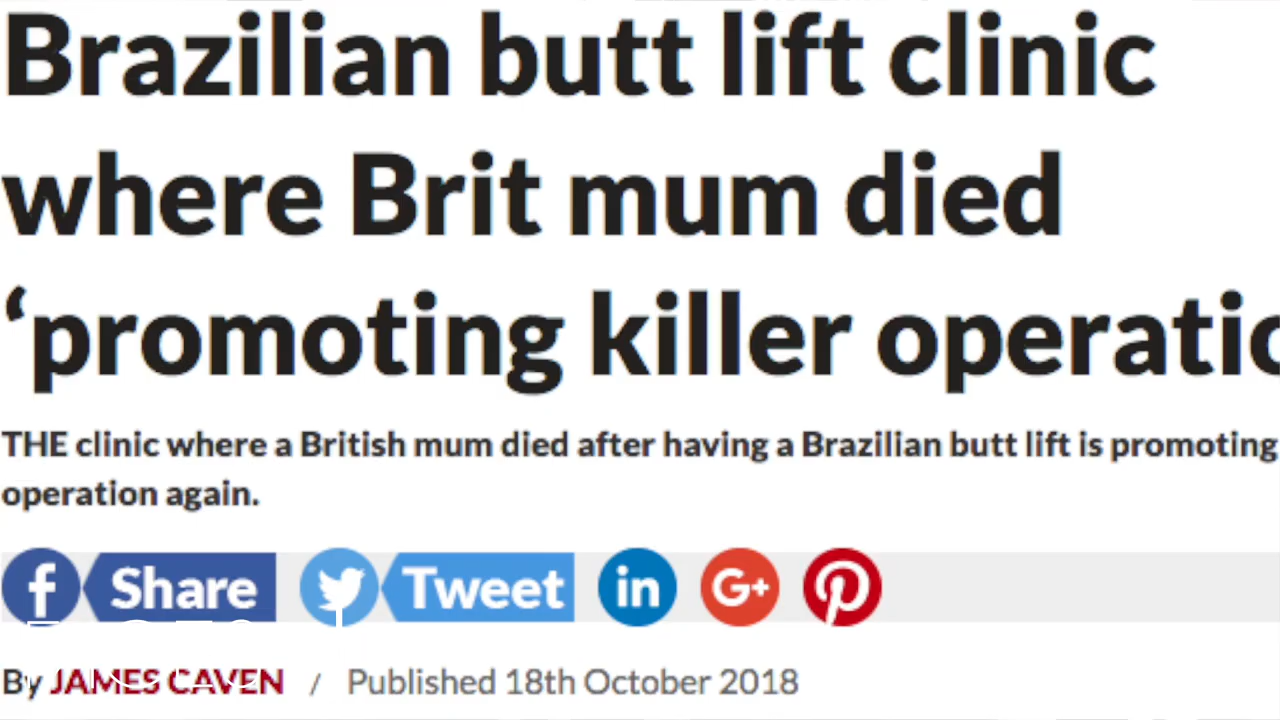 Brazilian butt lift clinic
where Brit mum died
‘promoting killer operatio
THE clinic where a British mum died after having a Brazilian butt lift is promoting
operation again.
f Share Tweet in G+
By JAMES CAVEN / Published 18th October 2018